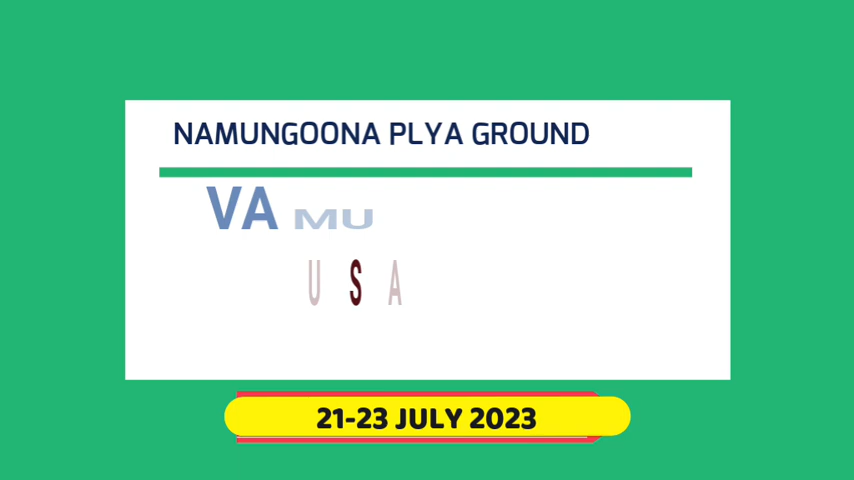 NAMUNGOONA PLYA GROUND
VA MU
U S A
21-23 JULY 2023